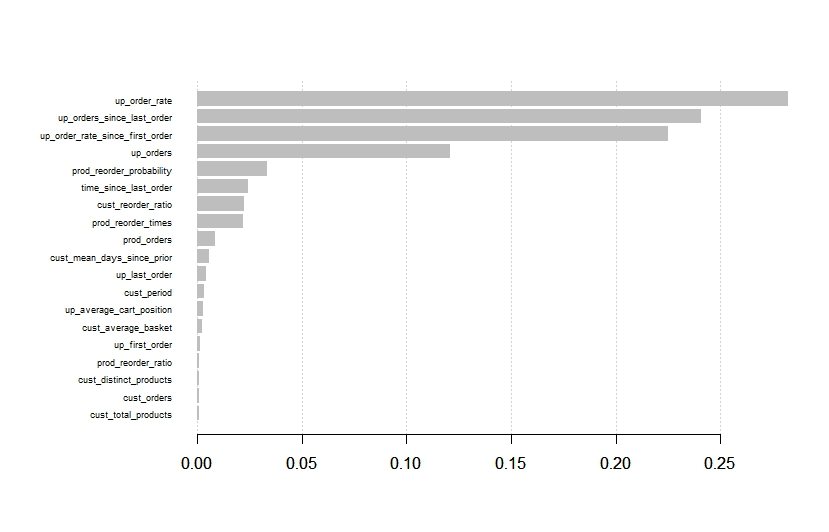 up_order_rate
up_orders_since_last_order
up_order_rate_since_first_order
up_orders
prod_reorder_probability
time_since_last_order
cust_reorder_ratio
prod_reorder_times
prod_orders
cust_mean_days_since_prior
up_last_order
cust_period
up_average_cart_position
cust_average_basket
up_first_order
prod_reorder_ratio
cust_distinct_products
cust_orders
cust_total_products
0.00 0.05 0.10 0.15 0.20 0.25